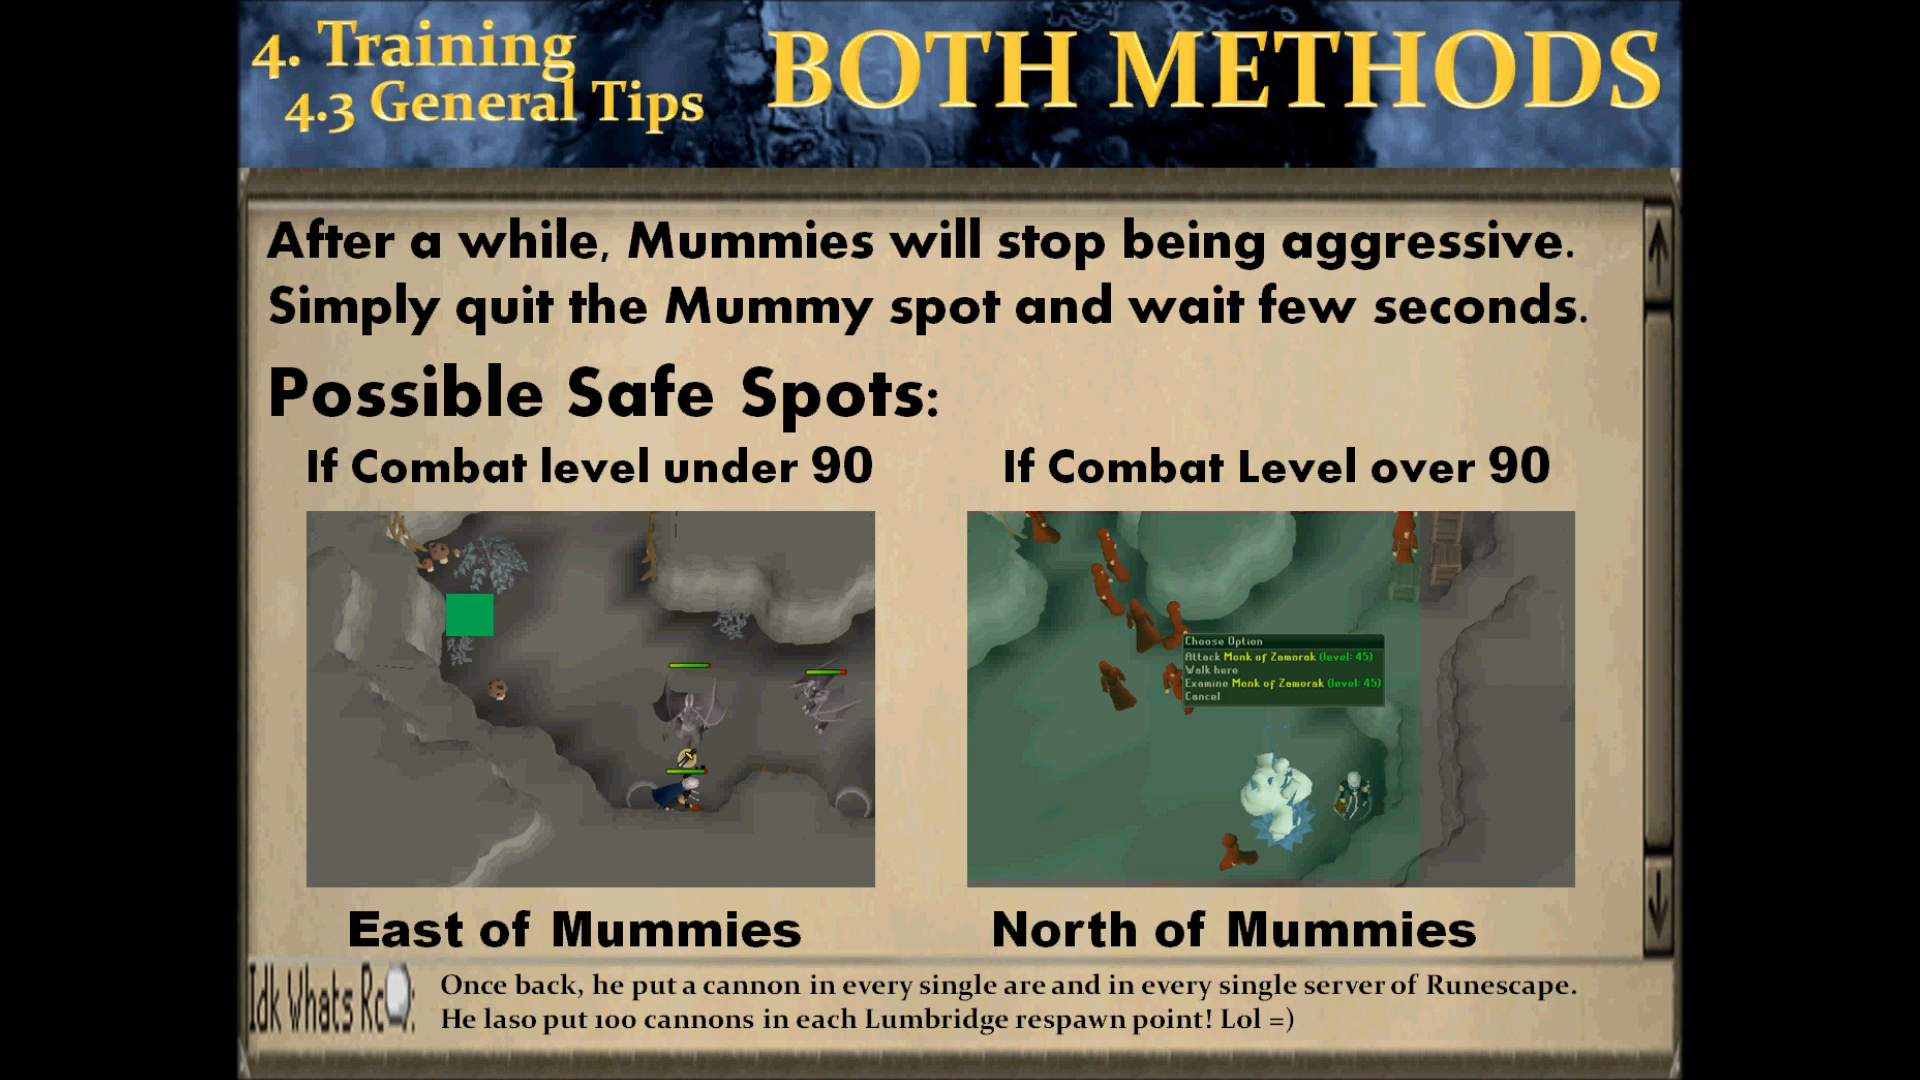 4. Training
4.3 General Tips
BOTH METHODS
After a while, Mummies will stop being aggressive.
Simply quit the Mummy spot and wait few seconds.
Possible Safe Spots:
If Combat level under 90
If Combat Level over 90
Choose Option
Attack Monk of Zamorak (level: 45)
Walk here
Examine Monk of Zamorak (level: 45)
Cancel
East of Mummies
North of Mummies
Idk Whats Rc
Once back, he put a cannon in every single are and in every single server of Runescape.
He laso put 100 cannons in each Lumbridge respawn point! Lol =)